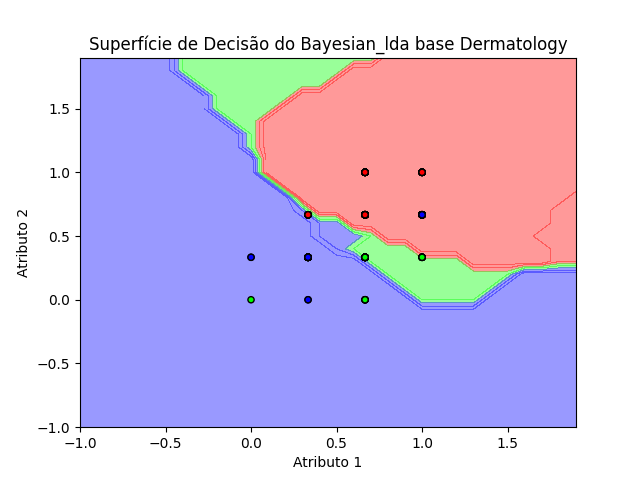 Superfície de Decisão do Bayesian_lda base Dermatology
Atributo 2
1.5
1.0
0.5
0.0
−0.5
−1.0
−1.0 −0.5 0.0 0.5 1.0 1.5
Atributo 1